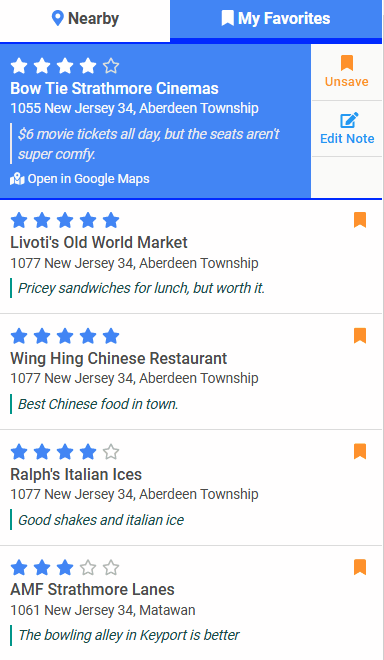 Nearby
My Favorites
Bow Tie Strathmore Cinemas
1055 New Jersey 34, Aberdeen Township
$6 movie tickets all day, but the seats aren't
super comfy.
Open in Google Maps
Unsave
Edit Note
Livoti's Old World Market
1077 New Jersey 34, Aberdeen Township
Pricey sandwiches for lunch, but worth it.
Wing Hing Chinese Restaurant
1077 New Jersey 34, Aberdeen Township
Best Chinese food in town.
Ralph's Italian Ices
1077 New Jersey 34, Aberdeen Township
Good shakes and italian ice
AMF Strathmore Lanes
1061 New Jersey 34, Matawan
The bowling alley in Keyport is better